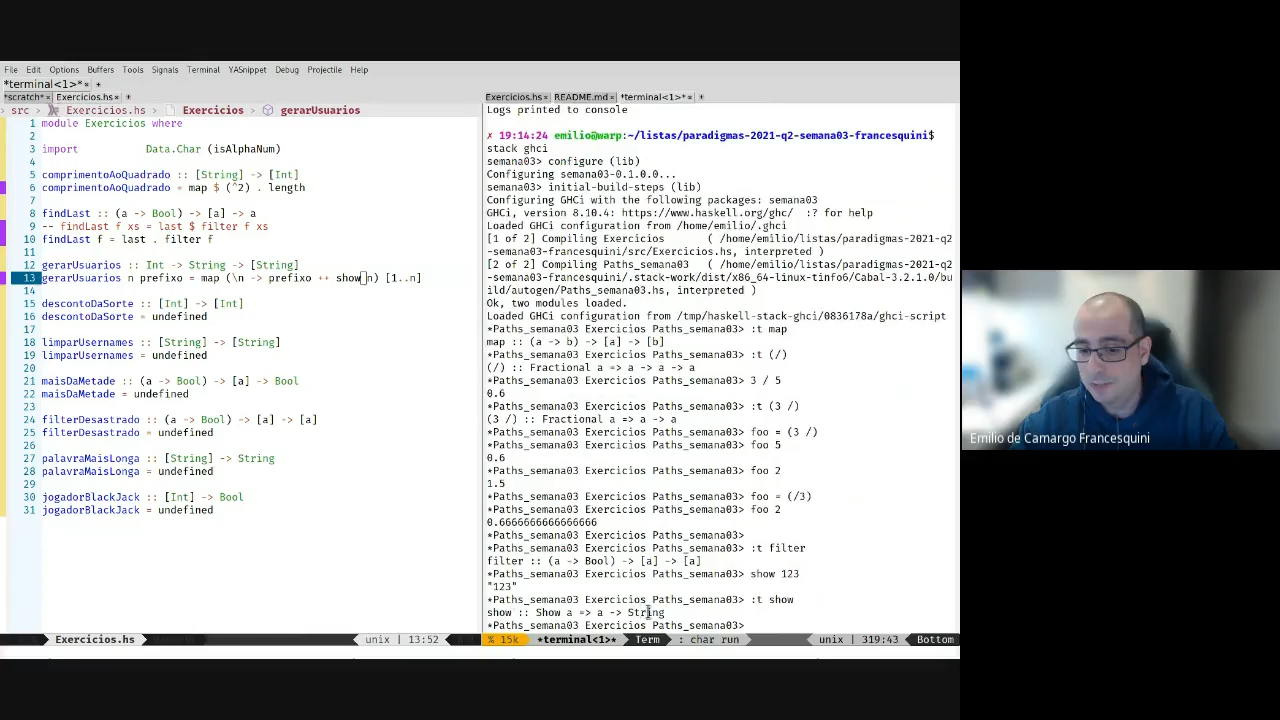 File Edit Options Buffers Tools Signals Terminal YASnippet Debug Projectile Help
*terminal<1>*
*scratch* Exercicios.hs
src > Exercicios.hs > Exercicios > gerarUsuarios
1 module Exercicios where
2
3 import Data.Char (isAlphaNum)
4
5 comprimentoAoQuadrado :: [String] -> [Int]
6 comprimentoAoQuadrado = map $ (^2) . length
7
8 findLast :: (a -> Bool) -> [a] -> a
9 -- findLast f xs = last $ filter f xs
10 findLast f = last . filter f
11
12 gerarUsuarios :: Int -> String -> [String]
13 gerarUsuarios n prefixo = map (\n -> prefixo ++ show n) [1..n]
14
15 descontoDaSorte :: [Int] -> [Int]
16 descontoDaSorte = undefined
17
18 limparUsernames :: [String] -> [String]
19 limparUsernames = undefined
20
21 maisDaMetade :: (a -> Bool) -> [a] -> Bool
22 maisDaMetade = undefined
23
24 filterDesastrado :: (a -> Bool) -> [a] -> [a]
25 filterDesastrado = undefined
26
27 palavraMaisLonga :: [String] -> String
28 palavraMaisLonga = undefined
29
30 jogadorBlackJack :: [Int] -> Bool
31 jogadorBlackJack = undefined
Exercicios.hs unix | 13:52
Exercicios.hs README.md *terminal<1>*
Logs printed to console
✗ 19:14:24 emilio@warp:~/listas/paradigmas-2021-q2-semana03-francesquini$
stack ghci
semana03> configure (lib)
Configuring semana03-0.1.0.0...
semana03> initial-build-steps (lib)
Configuring GHCi with the following packages: semana03
GHCi, version 8.10.4: https://www.haskell.org/ghc/ :? for help
Loaded GHCi configuration from /home/emilio/.ghci
[1 of 2] Compiling Exercicios ( /home/emilio/listas/paradigmas-2021-q2
-semana03-francesquini/src/Exercicios.hs, interpreted )
[2 of 2] Compiling Paths_semana03 ( /home/emilio/listas/paradigmas-2021-q2
-semana03-francesquini/.stack-work/dist/x86_64-linux-tinfo6/Cabal-3.2.1.0/bu
ild/autogen/Paths_semana03.hs, interpreted )
Ok, two modules loaded.
Loaded GHCi configuration from /tmp/haskell-stack-ghci/0836178a/ghci-script
*Paths_semana03 Exercicios Paths_semana03> :t map
map :: (a -> b) -> [a] -> [b]
*Paths_semana03 Exercicios Paths_semana03> :t (/)
(/) :: Fractional a => a -> a -> a
*Paths_semana03 Exercicios Paths_semana03> 3 / 5
0.6
*Paths_semana03 Exercicios Paths_semana03> :t (3 /)
(3 /) :: Fractional a => a -> a
*Paths_semana03 Exercicios Paths_semana03> foo = (3 /)
*Paths_semana03 Exercicios Paths_semana03> foo 5
0.6
*Paths_semana03 Exercicios Paths_semana03> foo 2
1.5
*Paths_semana03 Exercicios Paths_semana03> foo = (/3)
*Paths_semana03 Exercicios Paths_semana03> foo 2
0.6666666666666666
*Paths_semana03 Exercicios Paths_semana03>
*Paths_semana03 Exercicios Paths_semana03> :t filter
filter :: (a -> Bool) -> [a] -> [a]
*Paths_semana03 Exercicios Paths_semana03> show 123
"123"
*Paths_semana03 Exercicios Paths_semana03> :t show
show :: Show a => a -> String
*Paths_semana03 Exercicios Paths_semana03>
% 15k *terminal<1>* Term : char run unix | 319:43 Bottom
Emilio de Camargo Francesquini